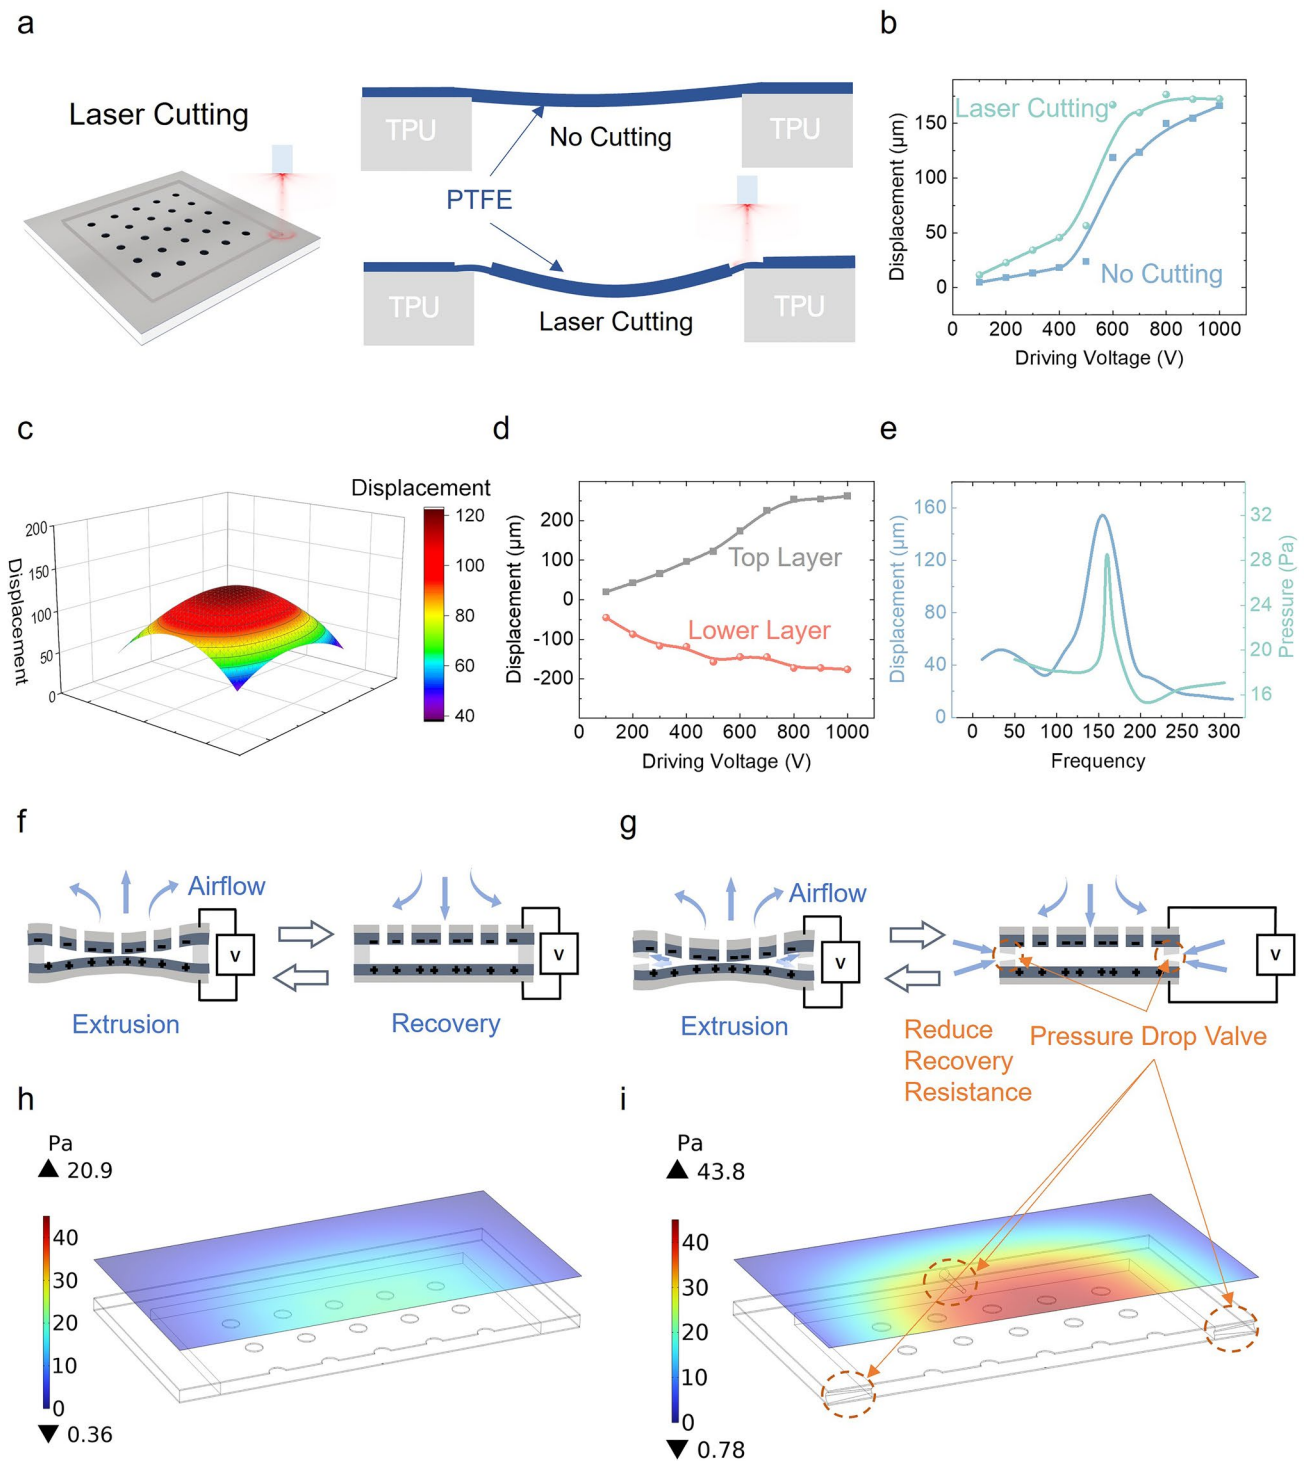 a
Laser Cutting
TPU
TPU
No Cutting
PTFE
TPU
TPU
Laser Cutting
b
Displacement (μm)
150
100
50
0
Laser Cutting
No Cutting
0 200 400 600 800 1000
Driving Voltage (V)
c
Displacement
200
150
100
50
0
Displacement
120
100
80
60
40
d
Displacement (μm)
200
100
0
-100
-200
Top Layer
Lower Layer
0 200 400 600 800 1000
Driving Voltage (V)
e
Displacement (μm)
160
120
80
40
0
32
28
24
20
16
Pressure (Pa)
0 50 100 150 200 250 300
Frequency
f
Airflow
V
V
Extrusion
Recovery
g
Airflow
V
V
Extrusion
Reduce
Recovery
Resistance
Pressure Drop Valve
h
Pa
▲ 20.9
40
30
20
10
0
▼ 0.36
i
Pa
▲ 43.8
40
30
20
10
0
▼ 0.78